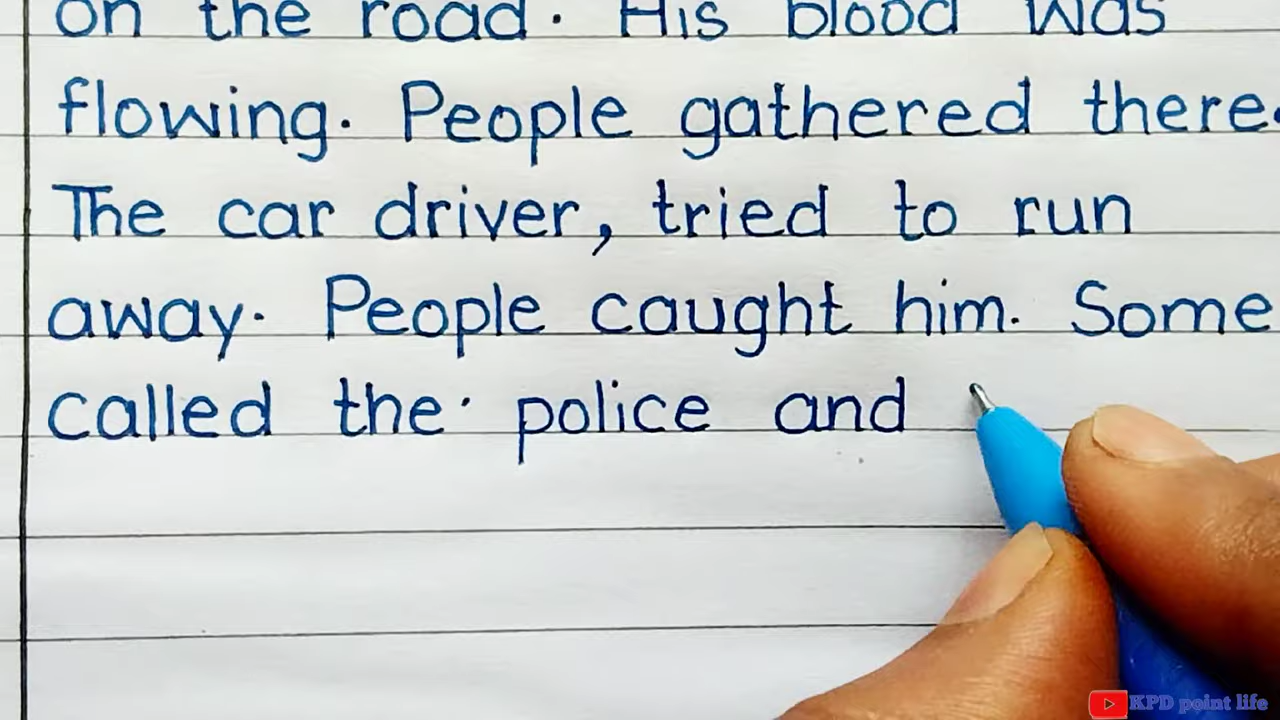 on the road. His blood was
flowing. People gathered there.
The car driver, tried to run
away. People caught him. Some
called the. police and
KPD point life